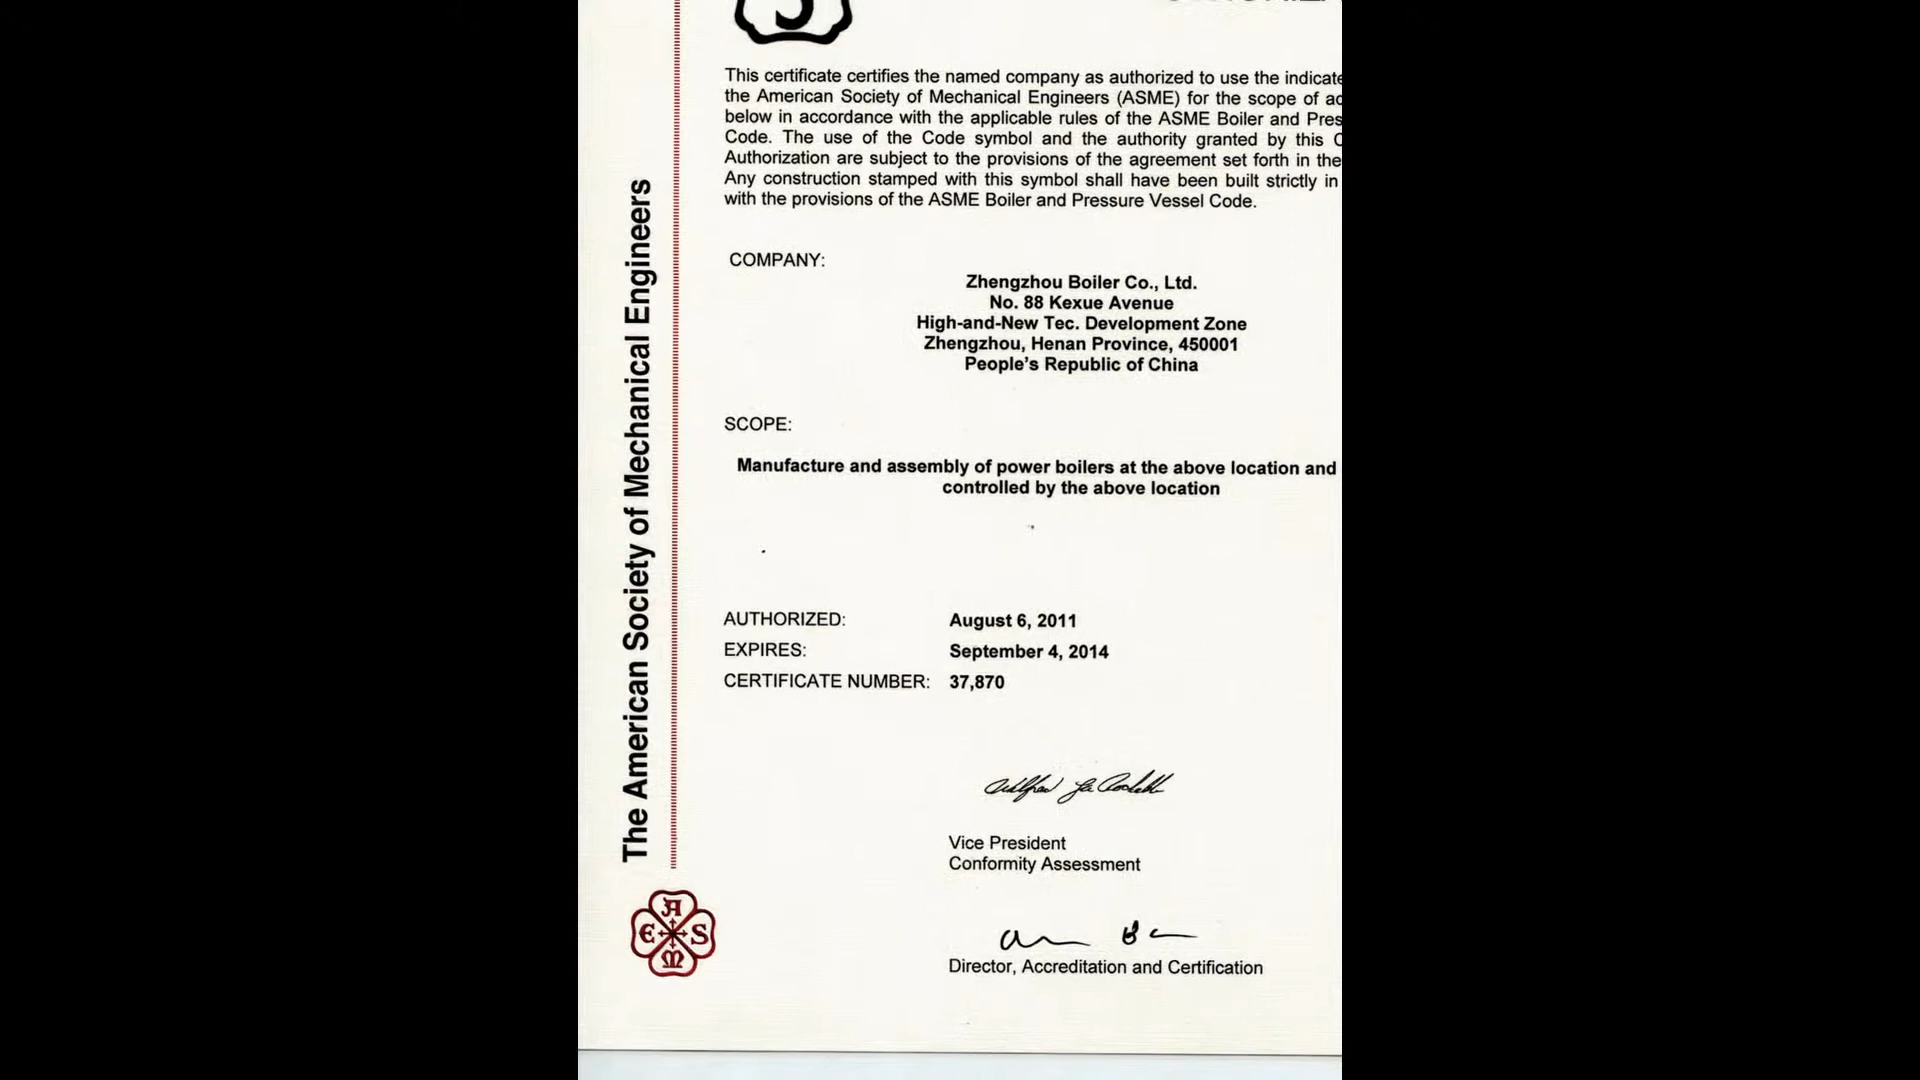 This certificate certifies the named company as authorized to use the indicate
the American Society of Mechanical Engineers (ASME) for the scope of ac
below in accordance with the applicable rules of the ASME Boiler and Pres
Code. The use of the Code symbol and the authority granted by this C
Authorization are subject to the provisions of the agreement set forth in the
Any construction stamped with this symbol shall have been built strictly in
with the provisions of the ASME Boiler and Pressure Vessel Code.
COMPANY:
Zhengzhou Boiler Co., Ltd.
No. 88 Kexue Avenue
High-and-New Tec. Development Zone
Zhengzhou, Henan Province, 450001
People's Republic of China
SCOPE:
Manufacture and assembly of power boilers at the above location and
controlled by the above location
AUTHORIZED: August 6, 2011
EXPIRES: September 4, 2014
CERTIFICATE NUMBER: 37,870
Vice President
Conformity Assessment
Director, Accreditation and Certification
The American Society of Mechanical Engineers
A
E S
M